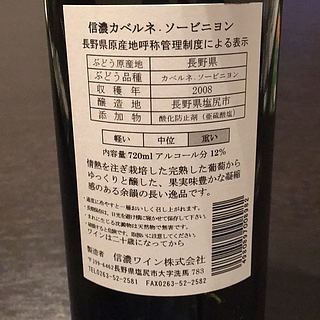 信濃カベルネ.ソービニヨン
長野県原産地呼称管理制度による表示
ぶどう原産地 長野県
ぶどう品種 カベルネ.ソービニヨン
収穫年 2008
醸造地 長野県塩尻市
添加物 酸化防止剤(亜硫酸塩)
軽い 中位 重い
内容量720ml アルコール分12%
情熱を注ぎ栽培した完熟した葡萄から
ゆっくりと醸した、果実味豊かな凝縮
感のある余韻の長い逸品です。
ワインは二十歳になってから
製造者 信濃ワイン株式会社
〒399-6462 長野県塩尻市大字洗馬783
TEL0263-52-2581 FAX0263-52-2582